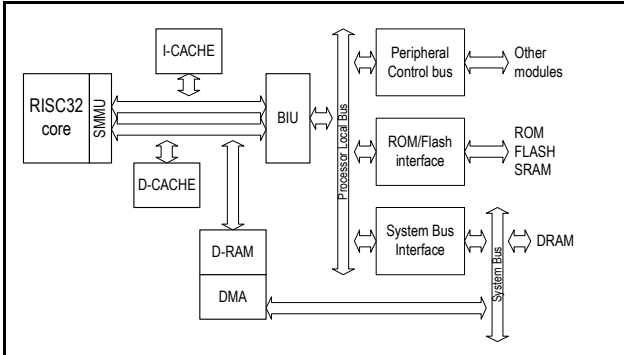 I-CACHE
RISC32
core
SMMU
BIU
D-CACHE
D-RAM
DMA
Processor Local Bus
Peripheral
Control bus
Other
modules
ROM/Flash
interface
ROM
FLASH
SRAM
System Bus
Interface
System Bus
DRAM